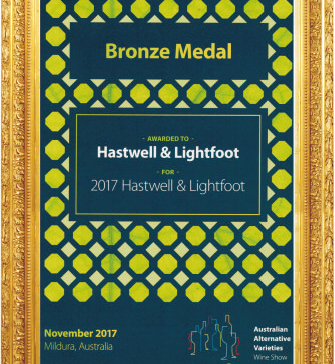 Bronze Medal
- AWARDED TO -
Hastwell & Lightfoot
- FOR -
2017 Hastwell & Lightfoot
November 2017
Mildura, Australia
Australian
Alternative
Varieties
Wine Show